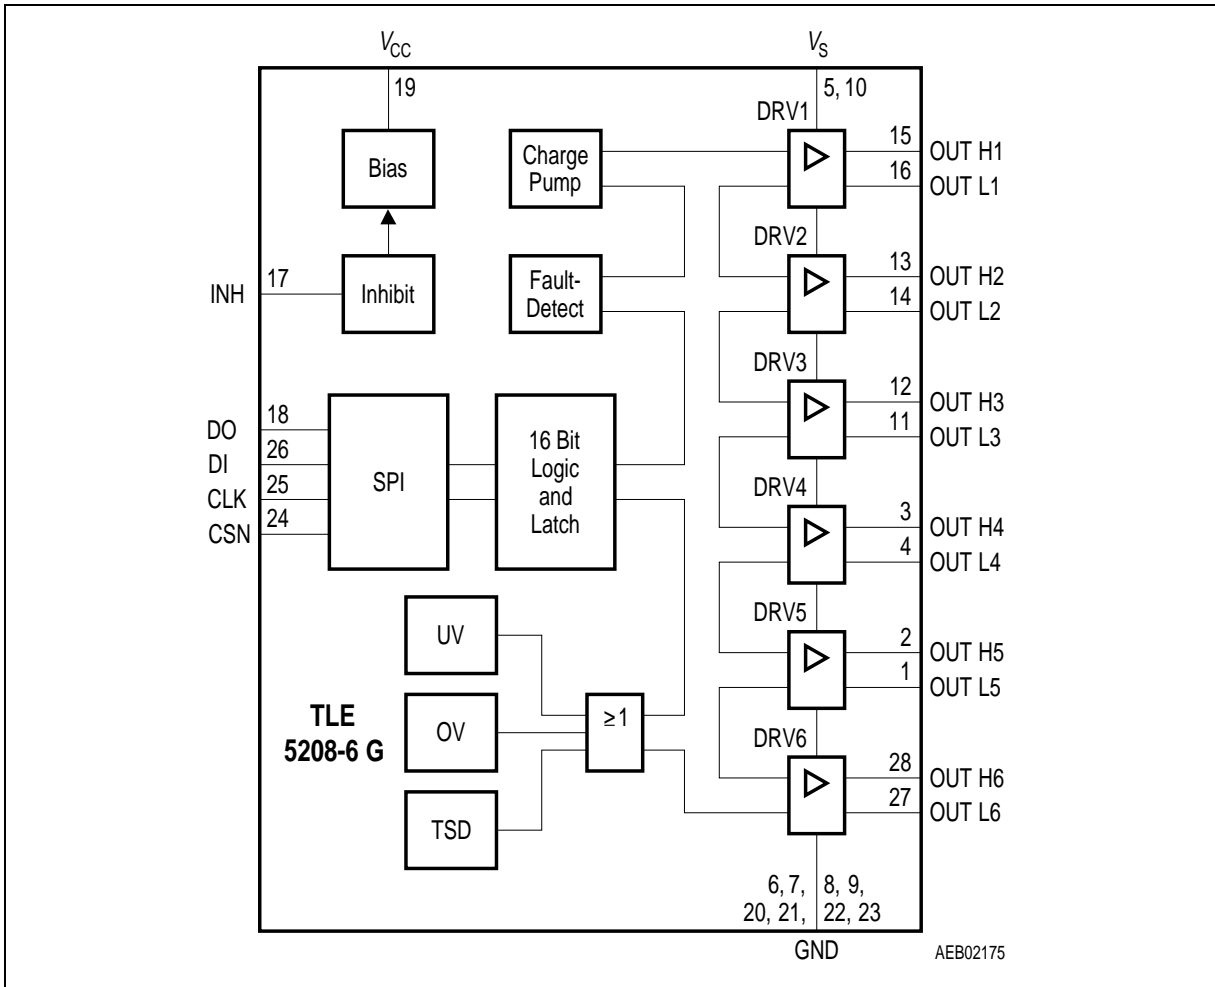 VCC
VS
19
5, 10
DRV1
Bias
Charge
Pump
15
OUT H1
16
OUT L1
DRV2
INH
17
Inhibit
Fault-
Detect
13
OUT H2
14
OUT L2
DRV3
12
OUT H3
11
OUT L3
DO
18
DI
26
CLK
25
CSN
24
SPI
16 Bit
Logic
and
Latch
DRV4
3
OUT H4
4
OUT L4
DRV5
UV
2
OUT H5
1
OUT L5
TLE
5208-6 G
OV
≥1
DRV6
28
OUT H6
27
OUT L6
TSD
6, 7,
8, 9,
20, 21,
22, 23
GND
AEB02175